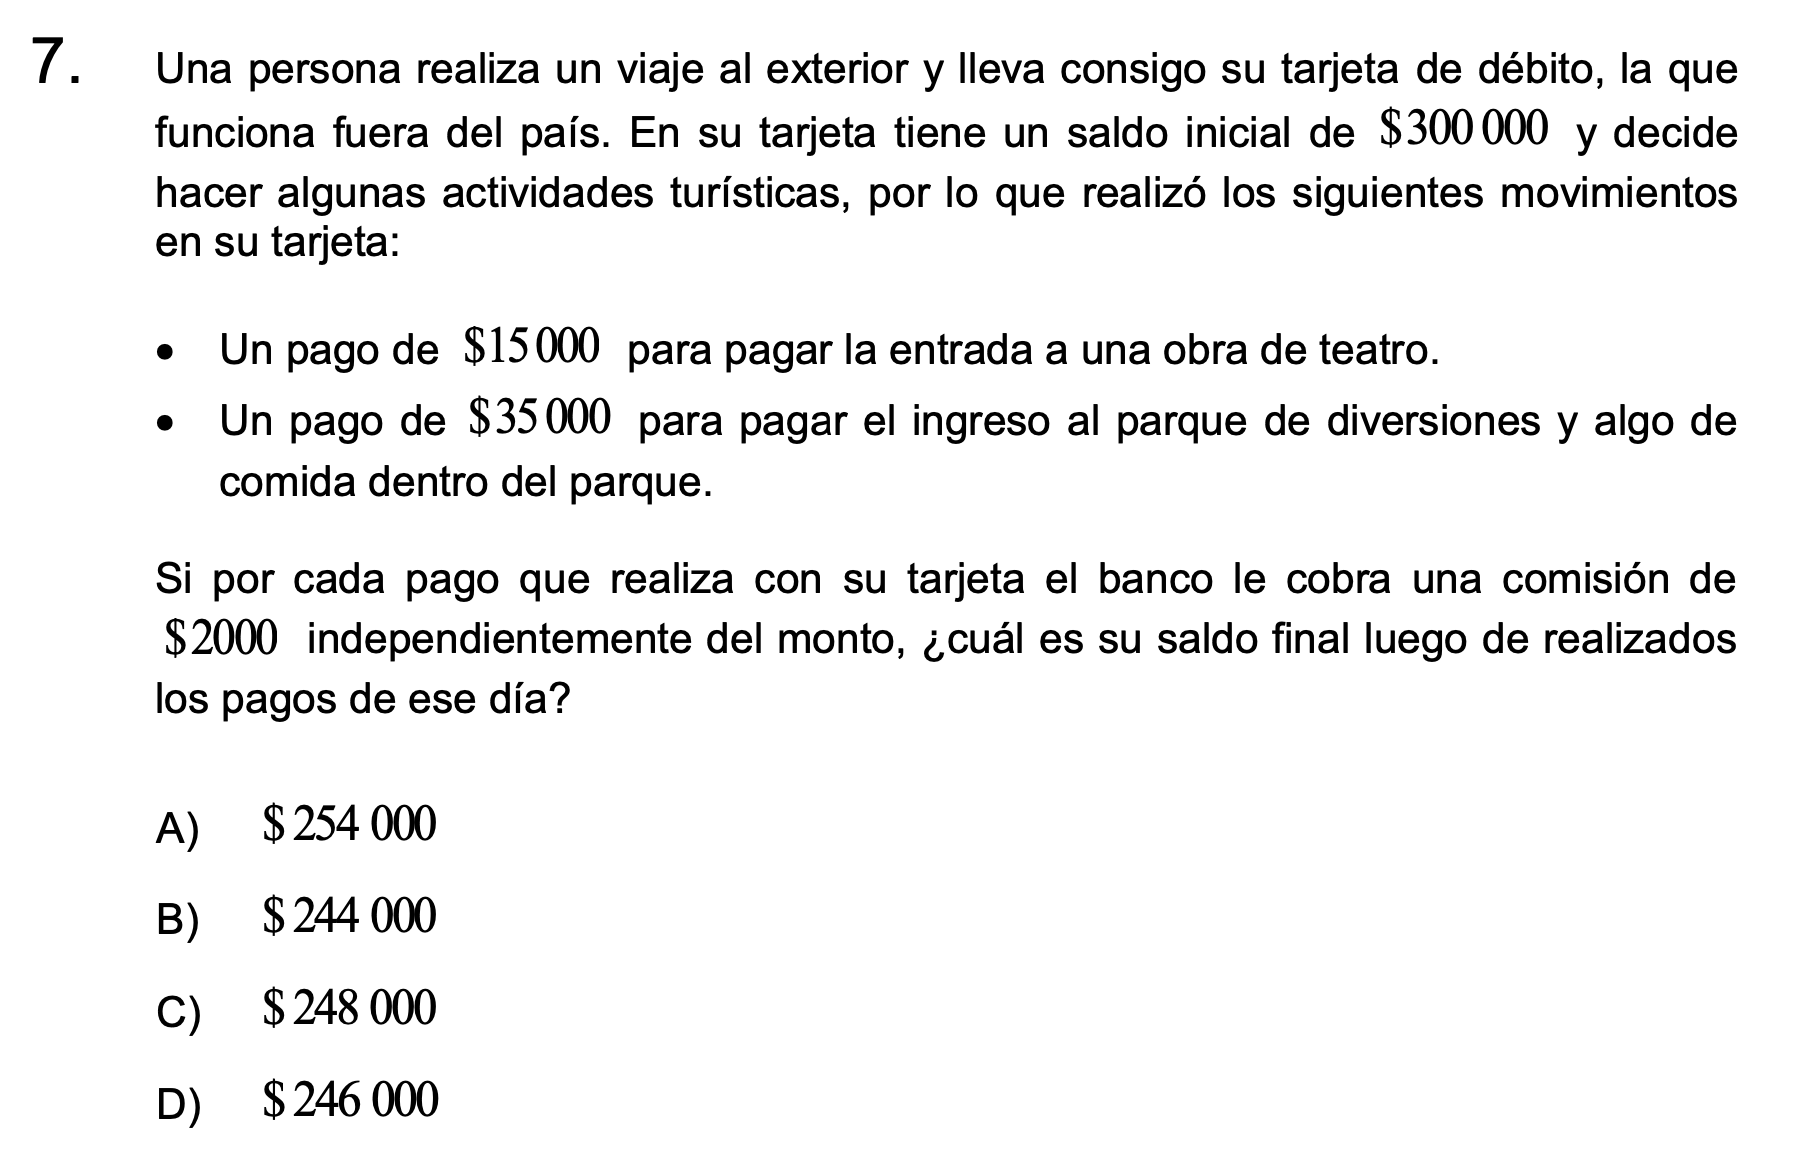 7. Una persona realiza un viaje al exterior y lleva consigo su tarjeta de débito, la que
funciona fuera del país. En su tarjeta tiene un saldo inicial de $300 000 y decide
hacer algunas actividades turísticas, por lo que realizó los siguientes movimientos
en su tarjeta:
• Un pago de $15 000 para pagar la entrada a una obra de teatro.
• Un pago de $35 000 para pagar el ingreso al parque de diversiones y algo de
comida dentro del parque.
Si por cada pago que realiza con su tarjeta el banco le cobra una comisión de
$2000 independientemente del monto, ¿cuál es su saldo final luego de realizados
los pagos de ese día?
A) $ 254 000
B) $ 244 000
C) $ 248 000
D) $ 246 000